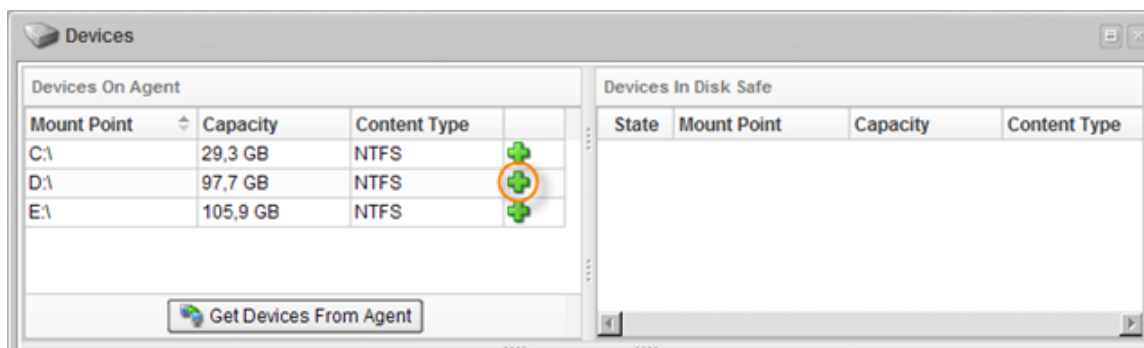 Devices
Devices On Agent
Mount Point Capacity Content Type
C:\ 29,3 GB NTFS
D:\ 97,7 GB NTFS
E:\ 105,9 GB NTFS
Get Devices From Agent
Devices In Disk Safe
State Mount Point Capacity Content Type